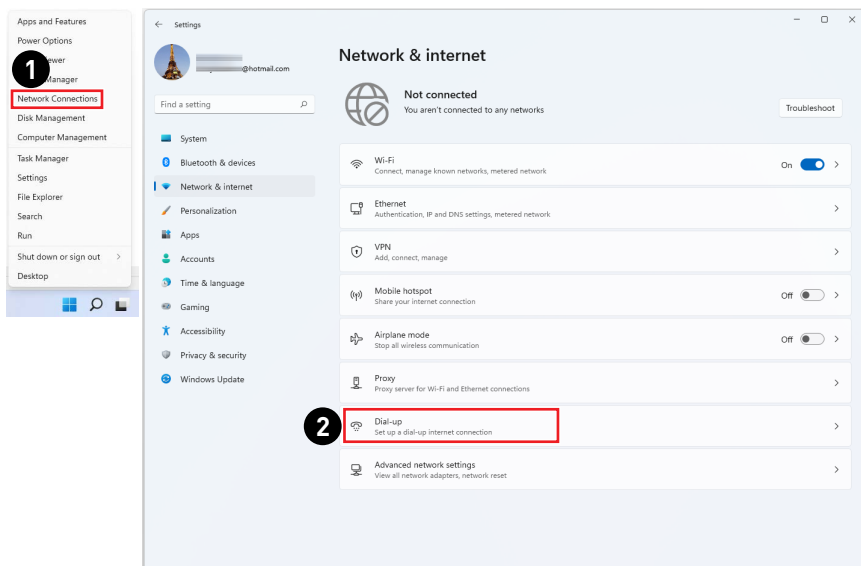 Apps and Features
Power Options
ewer
1
Manager
Network Connections
Disk Management
Computer Management
Task Manager
Settings
File Explorer
Search
Run
Shut down or sign out
Desktop
Settings
@hotmail.com
Find a setting
System
Bluetooth & devices
Network & internet
Personalization
Apps
Accounts
Time & language
Gaming
Accessibility
Privacy & security
Windows Update
Network & internet
Not connected
You aren't connected to any networks
Troubleshoot
Wi-Fi
Connect, manage known networks, metered network
On
Ethernet
Authentication, IP and DNS settings, metered network
VPN
Add, connect, manage
Mobile hotspot
Share your internet connection
Off
Airplane mode
Stop all wireless communication
Off
Proxy
Proxy server for Wi-Fi and Ethernet connections
2
Dial-up
Set up a dial-up internet connection
Advanced network settings
View all network adapters, network reset